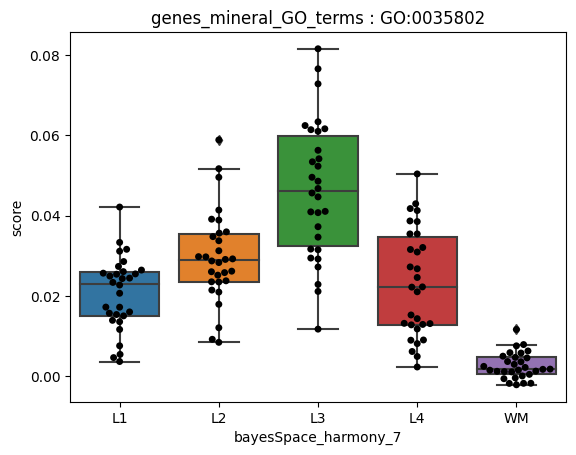 genes_mineral_GO_terms : GO:0035802
0.08
0.06
0.04
0.02
0.00
score
L1 L2 L3 L4 WM
bayesSpace_harmony_7